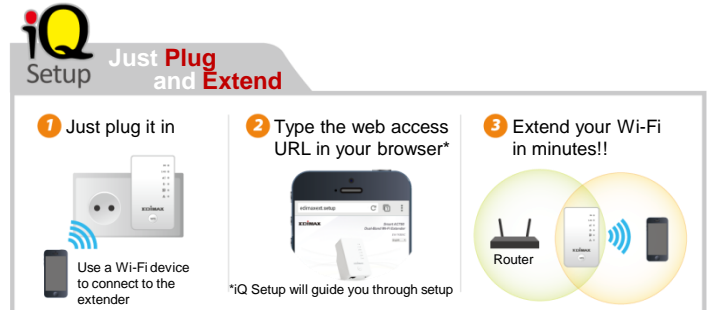 iQ
Setup
Just Plug
and Extend
1 Just plug it in
EDIMAX
Use a Wi-Fi device
to connect to the
extender
2 Type the web access
URL in your browser*
edimaxext.setup
EDIMAX
*iQ Setup will guide you through setup
3 Extend your Wi-Fi
in minutes!!
Router
EDIMAX